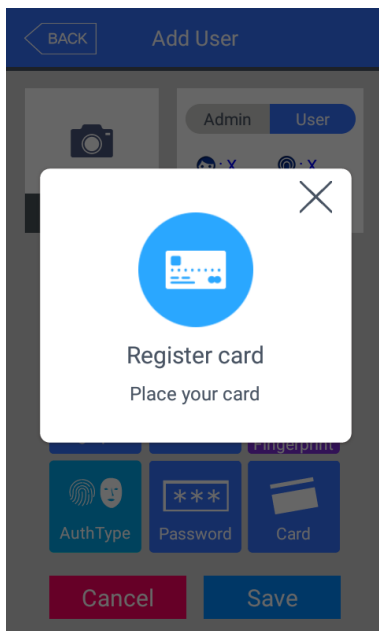 BACK
Add User
Admin
User
: X
: X
Register card
Place your card
Fingerprint
AuthType
***
Password
Card
Cancel
Save